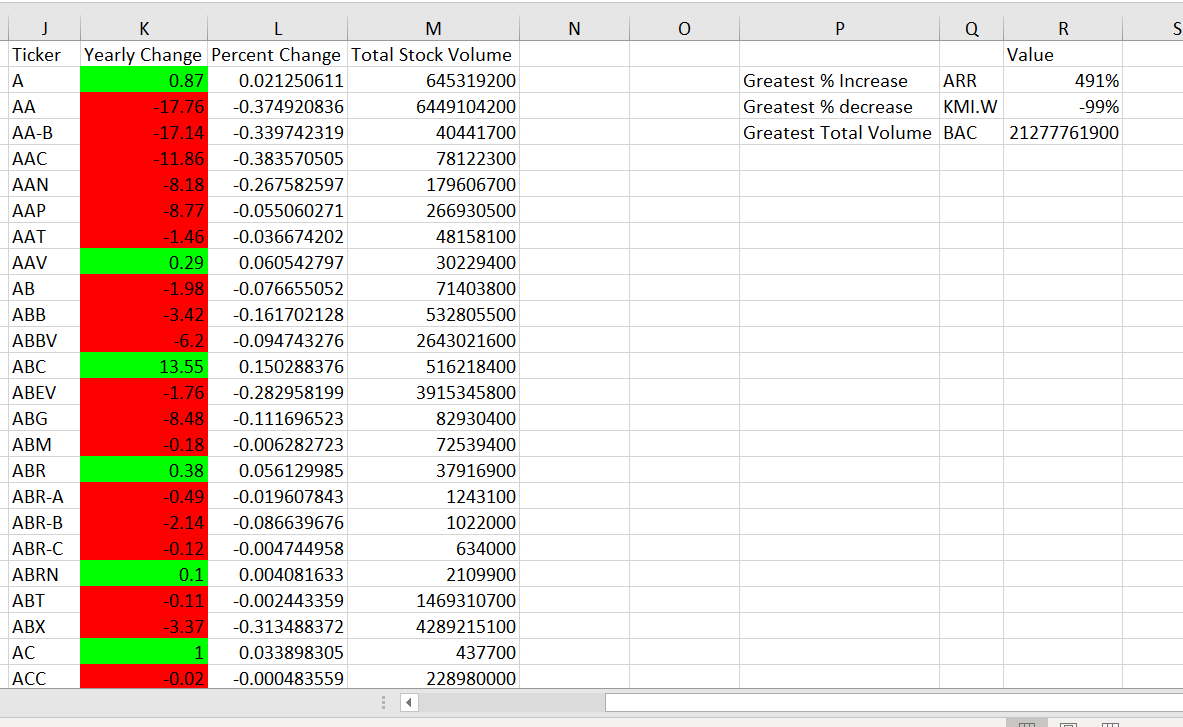 J K L M N O P Q R S
Ticker Yearly Change Percent Change Total Stock Volume Value
A 0.87 0.021250611 645319200 Greatest % Increase ARR 491%
AA -17.76 -0.374920836 6449104200 Greatest % decrease KMI.W -99%
AA-B -17.14 -0.339742319 40441700 Greatest Total Volume BAC 21277761900
AAC -11.86 -0.383570505 78122300
AAN -8.18 -0.267582597 179606700
AAP -8.77 -0.055060271 266930500
AAT -1.46 -0.036674202 48158100
AAV 0.29 0.060542797 30229400
AB -1.98 -0.076655052 71403800
ABB -3.42 -0.161702128 532805500
ABBV -6.2 -0.094743276 2643021600
ABC 13.55 0.150288376 516218400
ABEV -1.76 -0.282958199 3915345800
ABG -8.48 -0.111696523 82930400
ABM -0.18 -0.006282723 72539400
ABR 0.38 0.056129985 37916900
ABR-A -0.49 -0.019607843 1243100
ABR-B -2.14 -0.086639676 1022000
ABR-C -0.12 -0.004744958 634000
ABRN 0.1 0.004081633 2109900
ABT -0.11 -0.002443359 1469310700
ABX -3.37 -0.313488372 4289215100
AC 1 0.033898305 437700
ACC -0.02 -0.000483559 228980000